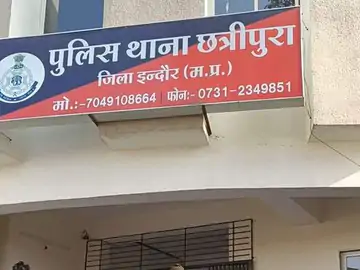 पुलिस थाना छत्रीपुरा
जिला इन्दौर (म.प्र.)
मो.:-7049108664 | फोन:- 0731-2349851